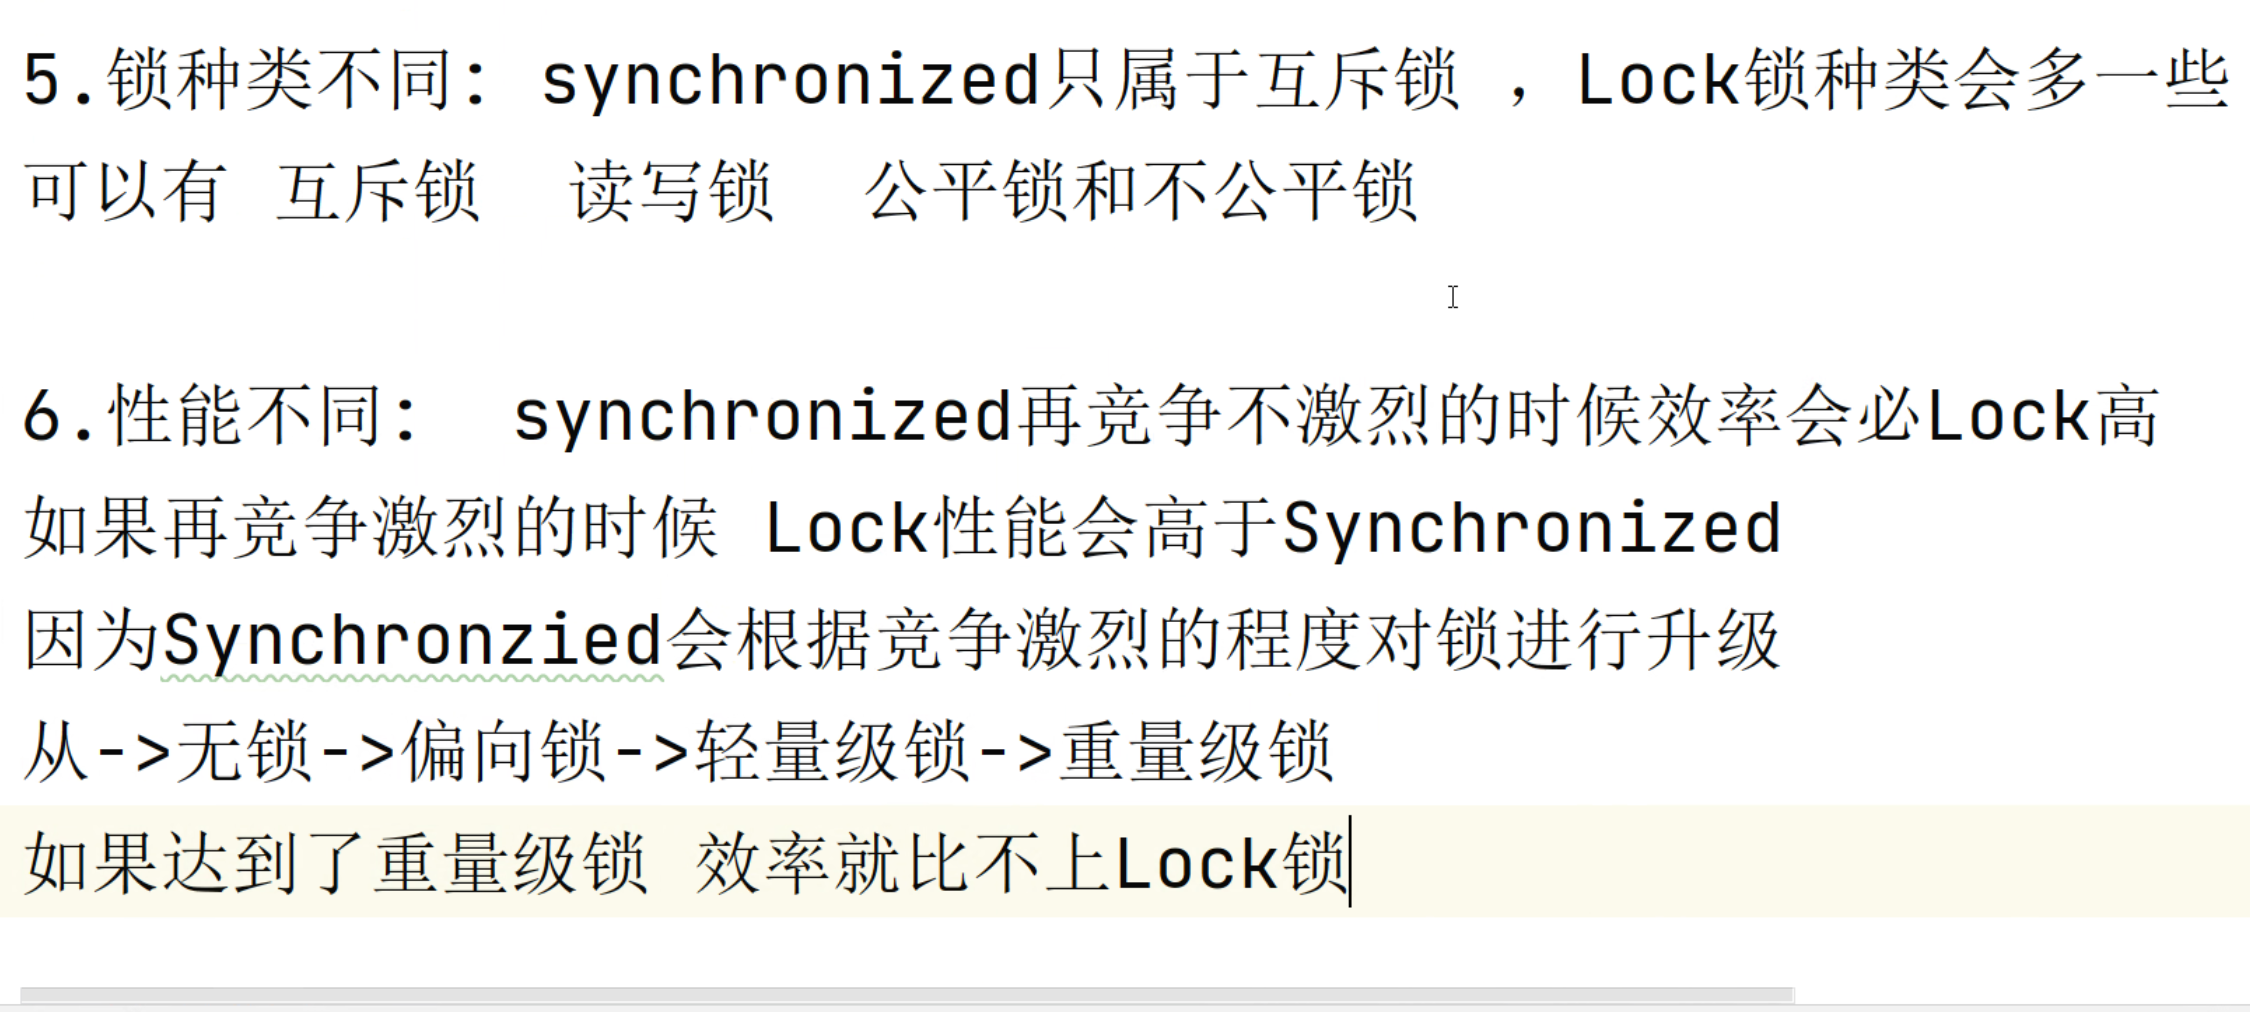 5.锁种类不同: synchronized只属于互斥锁 ，Lock锁种类会多一些
可以有 互斥锁  读写锁  公平锁和不公平锁
6.性能不同:  synchronized再竞争不激烈的时候效率会必Lock高
如果再竞争激烈的时候 Lock性能会高于Synchronized
因为Synchronzied会根据竞争激烈的程度对锁进行升级
从->无锁->偏向锁->轻量级锁->重量级锁
如果达到了重量级锁 效率就比不上Lock锁